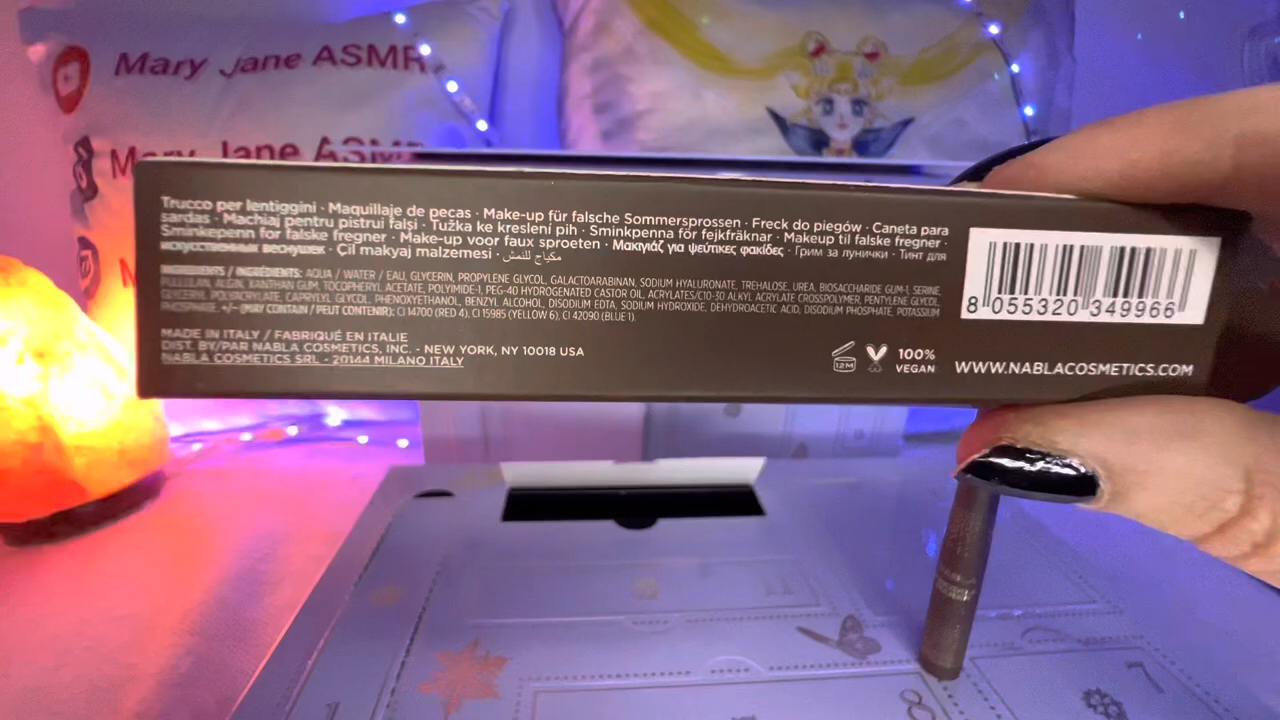 Mary Jane ASMR
Mary Jane ASM
Trucco per lentiggini · Maquillaje de pecas · Make-up für falsche Sommersprossen · Freck do piegów · Caneta para
sardas · Machiaj pentru pistrui falși · Tužka ke kreslení pih · Sminkpenna för fejkfräknar · Makeup til falske fregner ·
Sminkepenn for falske fregner · Make-up voor faux sproeten · Μακιγιάζ για ψεύτικες φακίδες · Грим за лунички · Тинт для
искусственных веснушек · Çil makyaj malzemesi · مكياج للنمش
INGREDIENTS / INGRÉDIENTS: AQUA / WATER / EAU, GLYCERIN, PROPYLENE GLYCOL, GALACTOARABINAN, SODIUM HYALURONATE, TREHALOSE, UREA, BIOSACCHARIDE GUM-1, SERINE,
PULLULAN, ALGIN, XANTHAN GUM, TOCOPHERYL ACETATE, POLYIMIDE-1, PEG-40 HYDROGENATED CASTOR OIL, ACRYLATES/C10-30 ALKYL ACRYLATE CROSSPOLYMER, PENTYLENE GLYCOL,
GLYCERYL POLYACRYLATE, CAPRYLYL GLYCOL, PHENOXYETHANOL, BENZYL ALCOHOL, DISODIUM EDTA, SODIUM HYDROXIDE, DEHYDROACETIC ACID, DISODIUM PHOSPHATE, POTASSIUM
PHOSPHATE. +/– (MAY CONTAIN / PEUT CONTENIR): CI 14700 (RED 4), CI 15985 (YELLOW 6), CI 42090 (BLUE 1).
MADE IN ITALY / FABRIQUÉ EN ITALIE
DIST. BY/PAR NABLA COSMETICS, INC. - NEW YORK, NY 10018 USA
NABLA COSMETICS SRL - 20144 MILANO ITALY
8 055320 349966
12M
100%
VEGAN
WWW.NABLACOSMETICS.COM
11
8
7
1